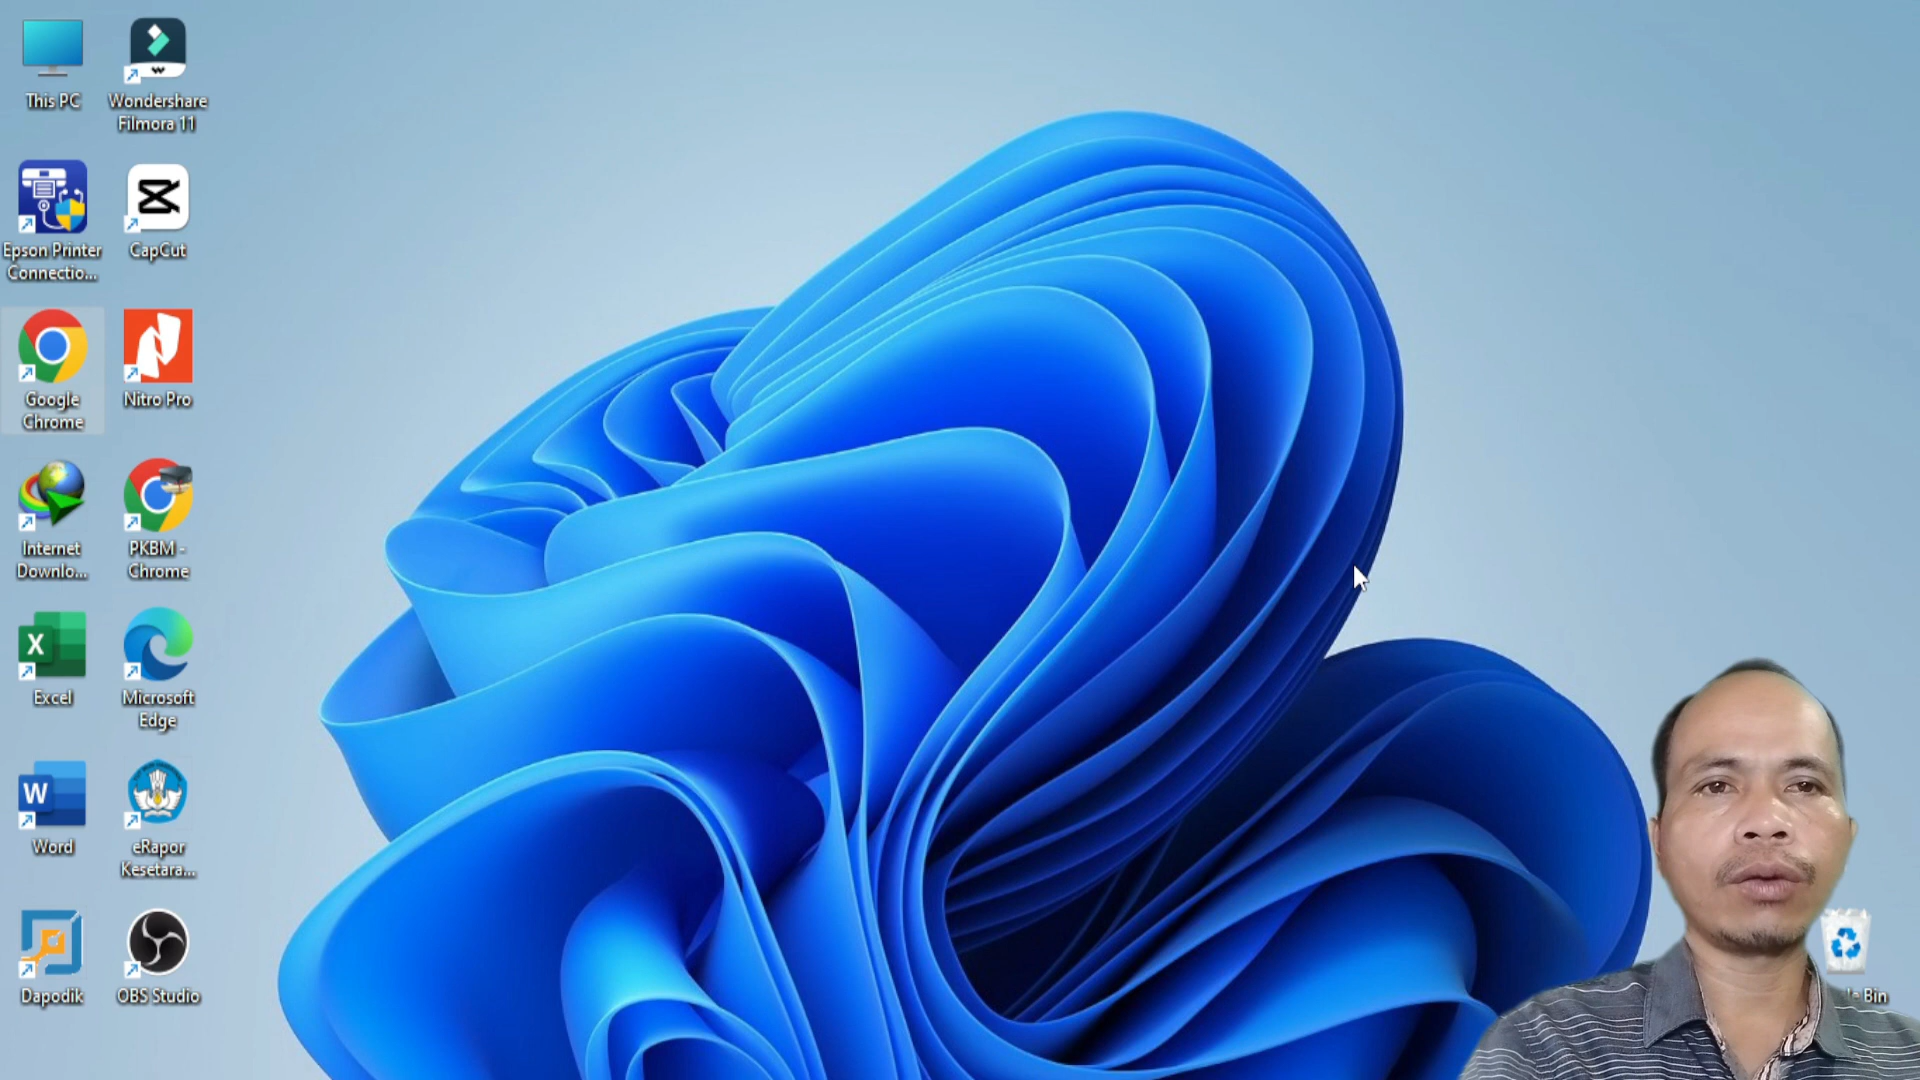 This PC
Wondershare
Filmora 11
Epson Printer
Connectio...
CapCut
Google
Chrome
Nitro Pro
Internet
Downlo...
PKBM -
Chrome
Excel
Microsoft
Edge
Word
eRapor
Kesetara...
Dapodik
OBS Studio
Bin